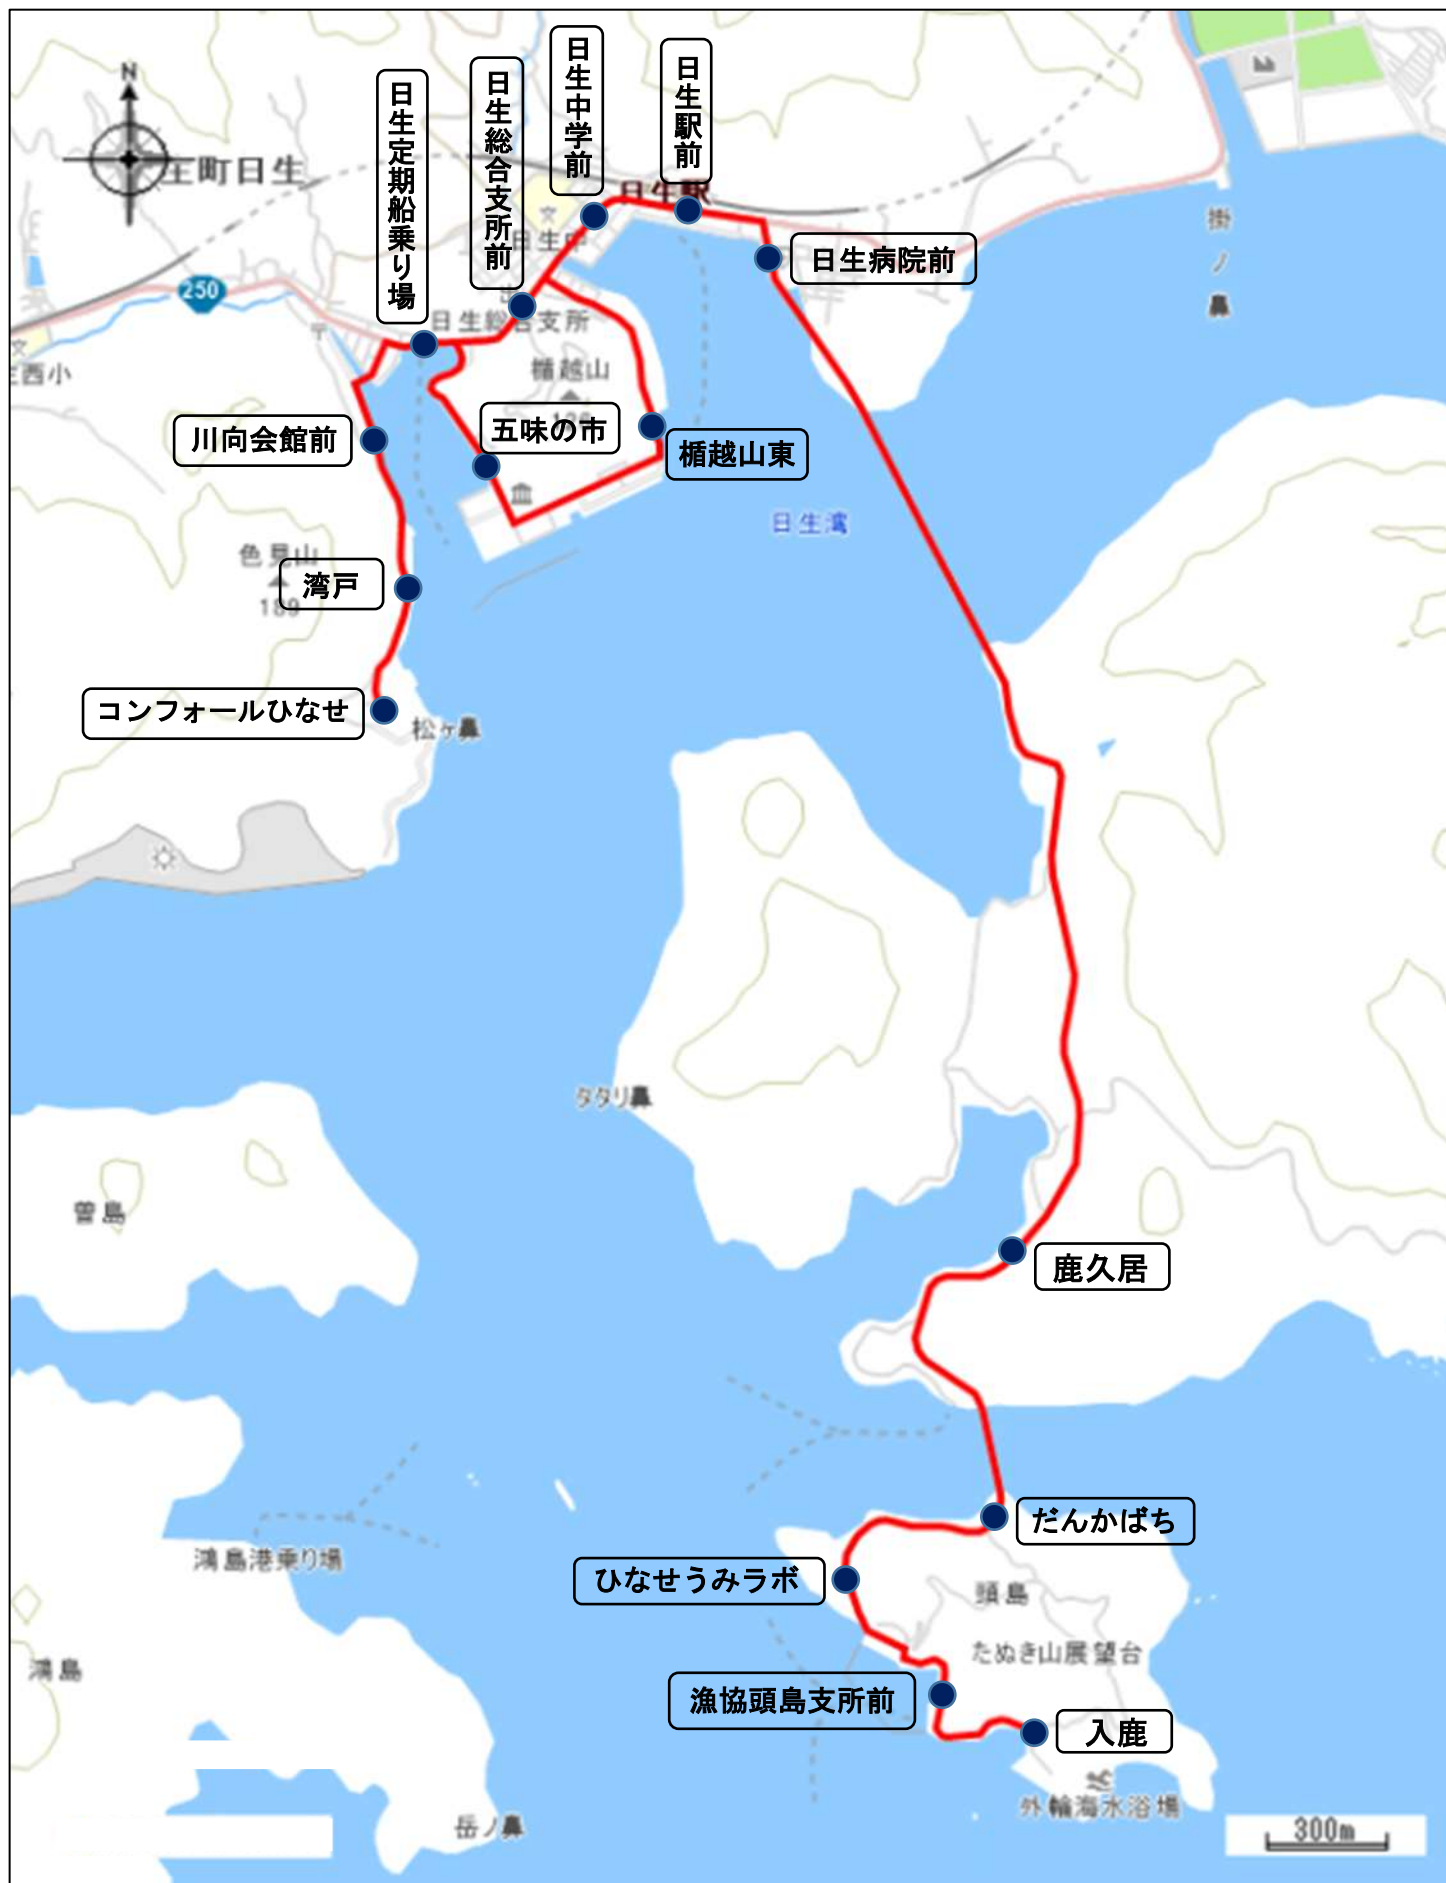 日生中学前
日生駅前
日生総合支所前
日生定期船乗り場
N
町日生
日生駅
日生中
掛ノ鼻
日生病院前
250
日生総合支所
西小
楯越山
川向会館前
五味の市
楯越山東
日生湾
色見山
189
湾戸
コンフォールひなせ
松ヶ鼻
タタリ鼻
曽島
鹿久居
だんかばち
鴻島港乗り場
ひなせうみラボ
頭島
たぬき山展望台
鴻島
漁協頭島支所前
入鹿
外輪海水浴場
岳ノ鼻
300m